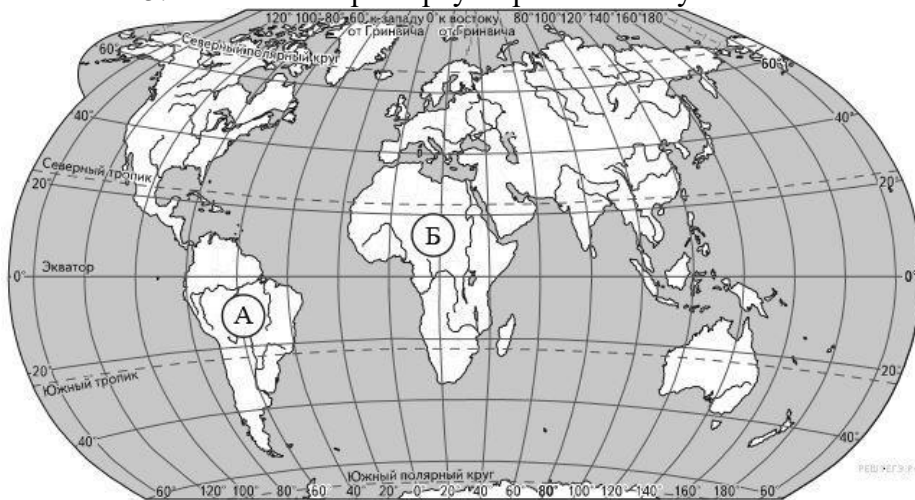 120° 100° 80° 60° к западу 0° к востоку 100° 120° 140° 160° 180°
от Гринвича от Гринвича
Северный полярный круг
60° 60°
40° 40°
Северный тропик
20° 20°
Б
Экватор
0° 0°
А
20° 20°
Южный тропик
40° 40°
Южный полярный круг
60° 120° 100° 80° 60° 40° 20° 0° 20° 40° 60° 80° 100° 120° 140° 160° 180° 60°